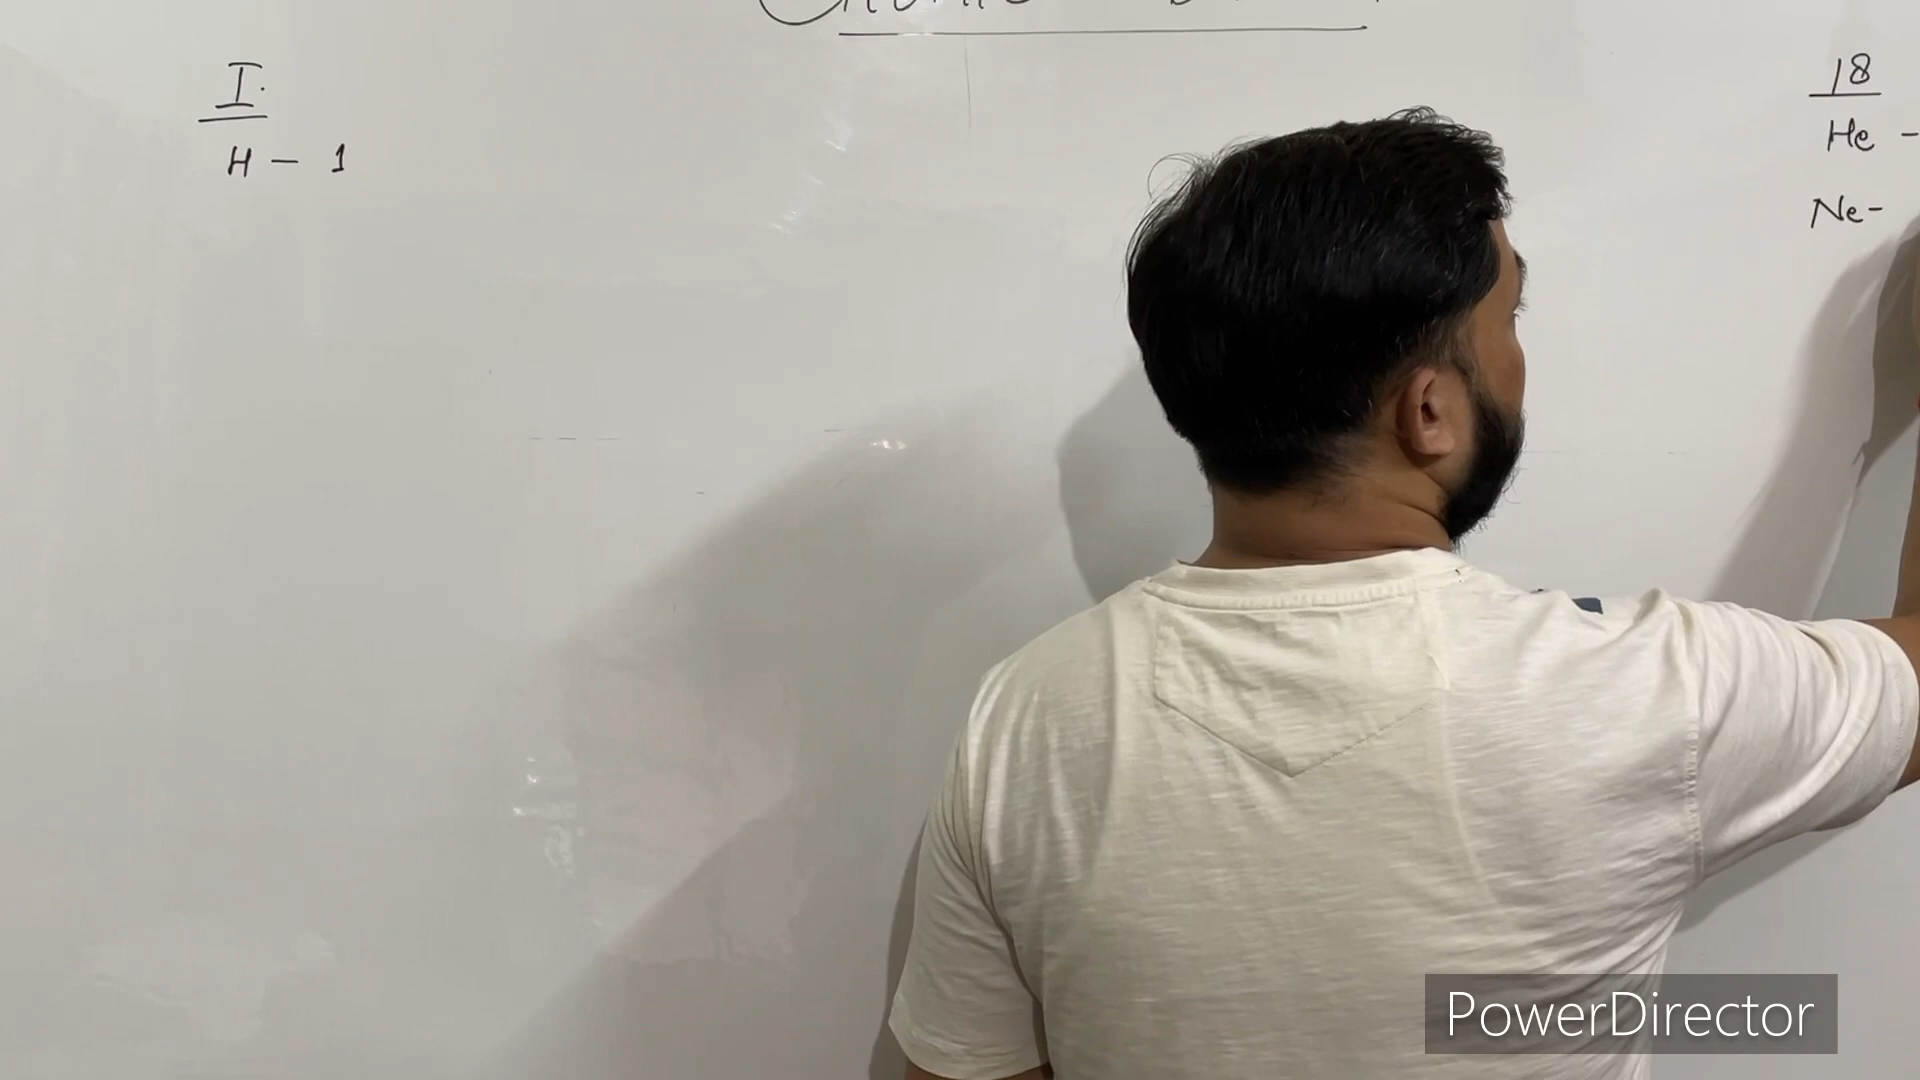 I.
H - 1
18
He -
Ne -
PowerDirector